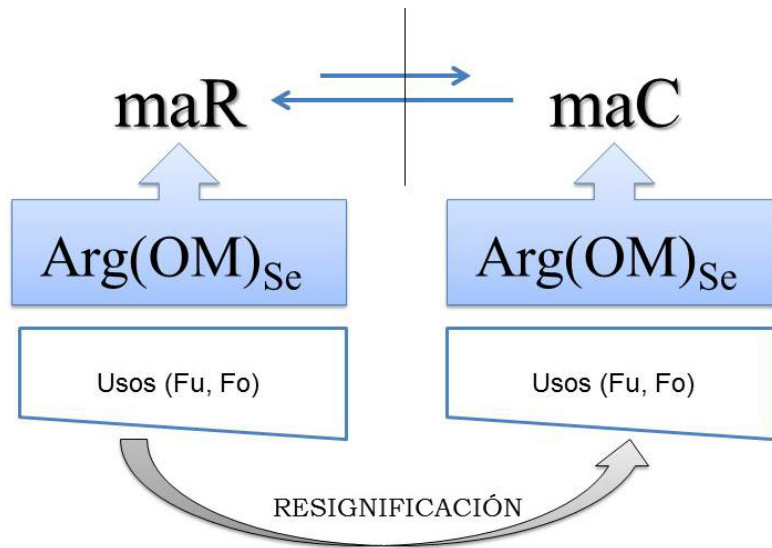 maR maC
Arg(OM)Se Arg(OM)Se
Usos (Fu, Fo) Usos (Fu, Fo)
RESIGNIFICACIÓN